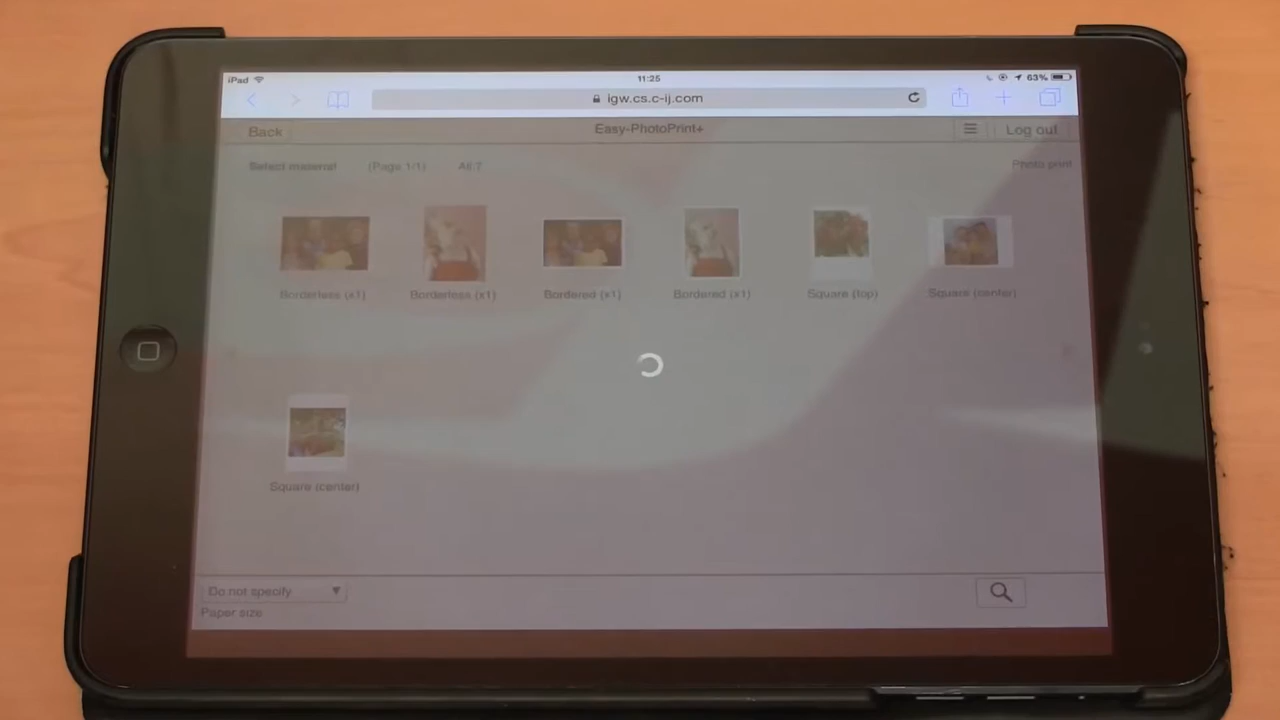 iPad 11:25 63%
igw.cs.c-ij.com
Back Easy-PhotoPrint+ Log out
Select material (Page 1/1) All:7 Photo print
Borderless (x1) Borderless (x1) Bordered (x1) Bordered (x1) Square (top) Square (center)
Square (center)
Do not specify
Paper size